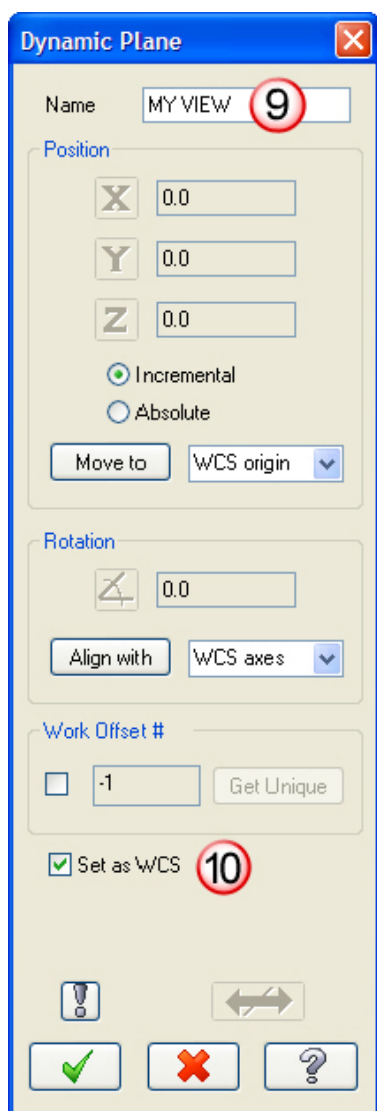 Dynamic Plane
Name MY VIEW 9
Position
X 0.0
Y 0.0
Z 0.0
Incremental
Absolute
Move to WCS origin
Rotation
0.0
Align with WCS axes
Work Offset #
-1 Get Unique
Set as WCS 10
!
?